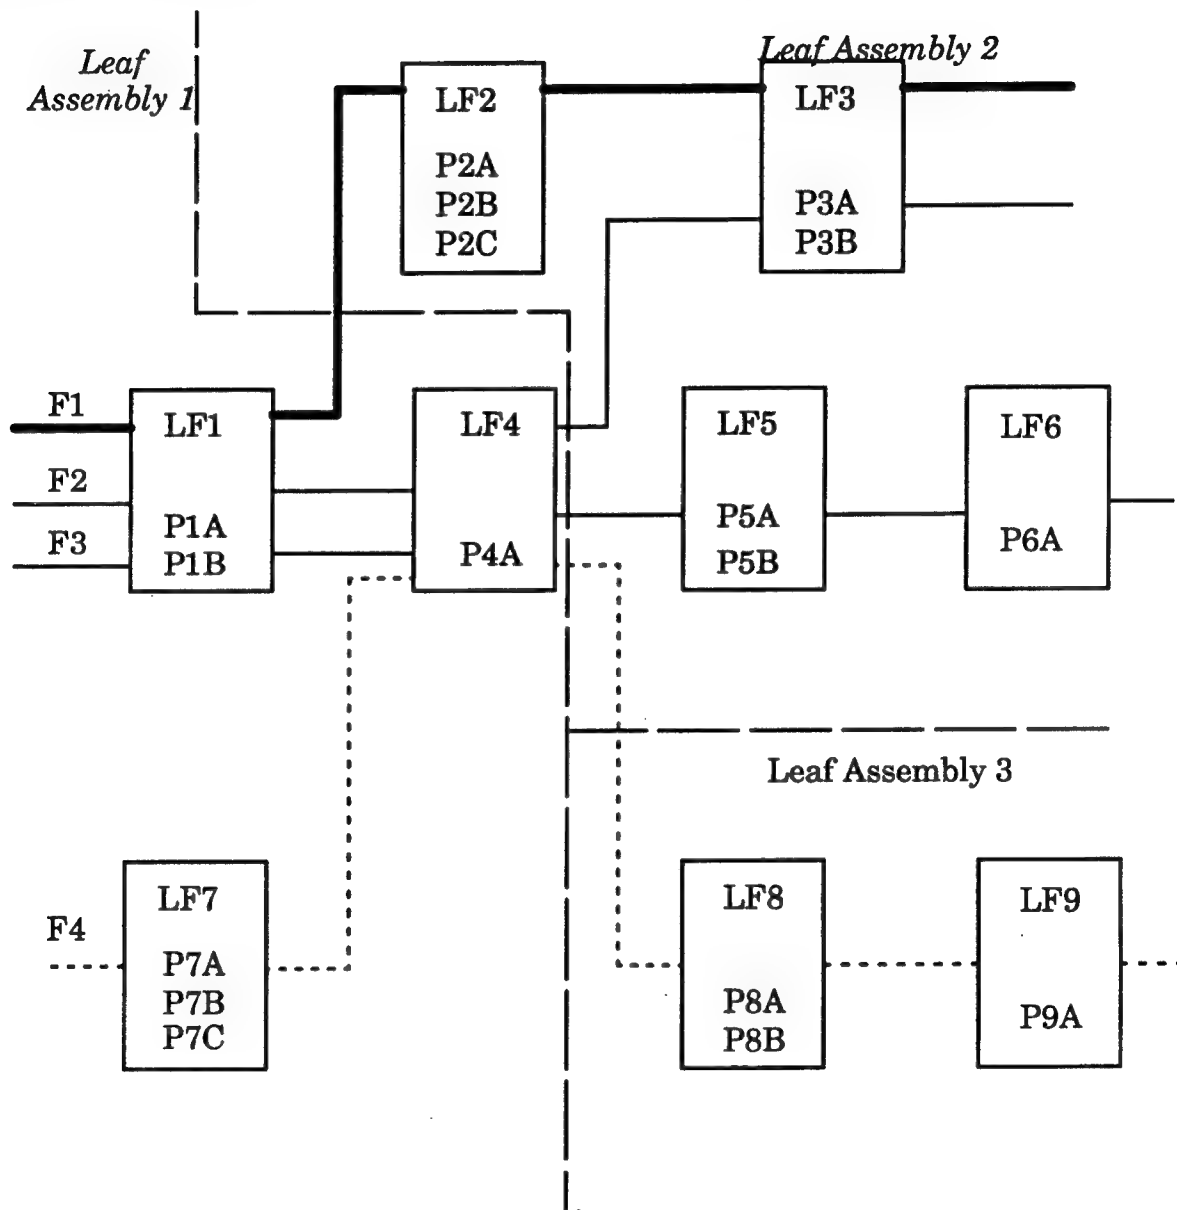 Leaf
Assembly 1
Leaf Assembly 2
LF2
P2A
P2B
P2C
LF3
P3A
P3B
F1
F2
F3
LF1
P1A
P1B
LF4
P4A
LF5
P5A
P5B
LF6
P6A
Leaf Assembly 3
F4
LF7
P7A
P7B
P7C
LF8
P8A
P8B
LF9
P9A